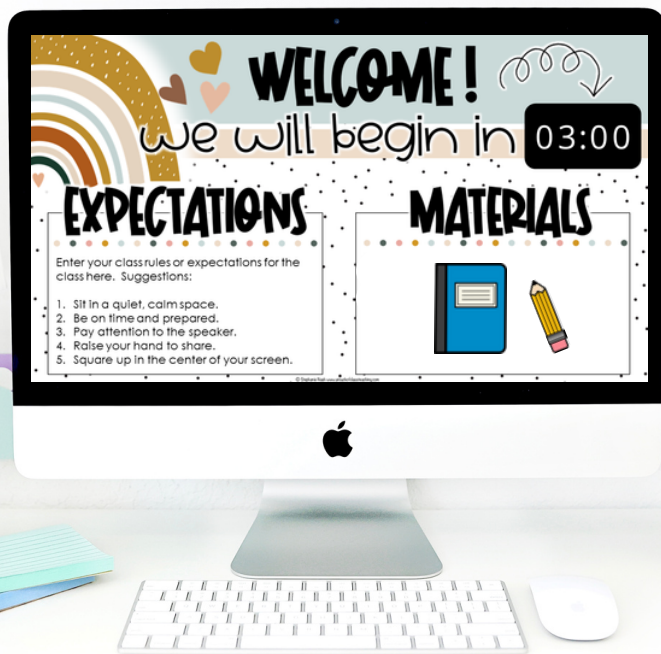 WELCOME!
we will begin in 03:00
EXPECTATIONS
Enter your class rules or expectations for the
class here. Suggestions:
1. Sit in a quiet, calm space.
2. Be on time and prepared.
3. Pay attention to the speaker.
4. Raise your hand to share.
5. Square up in the center of your screen.
MATERIALS